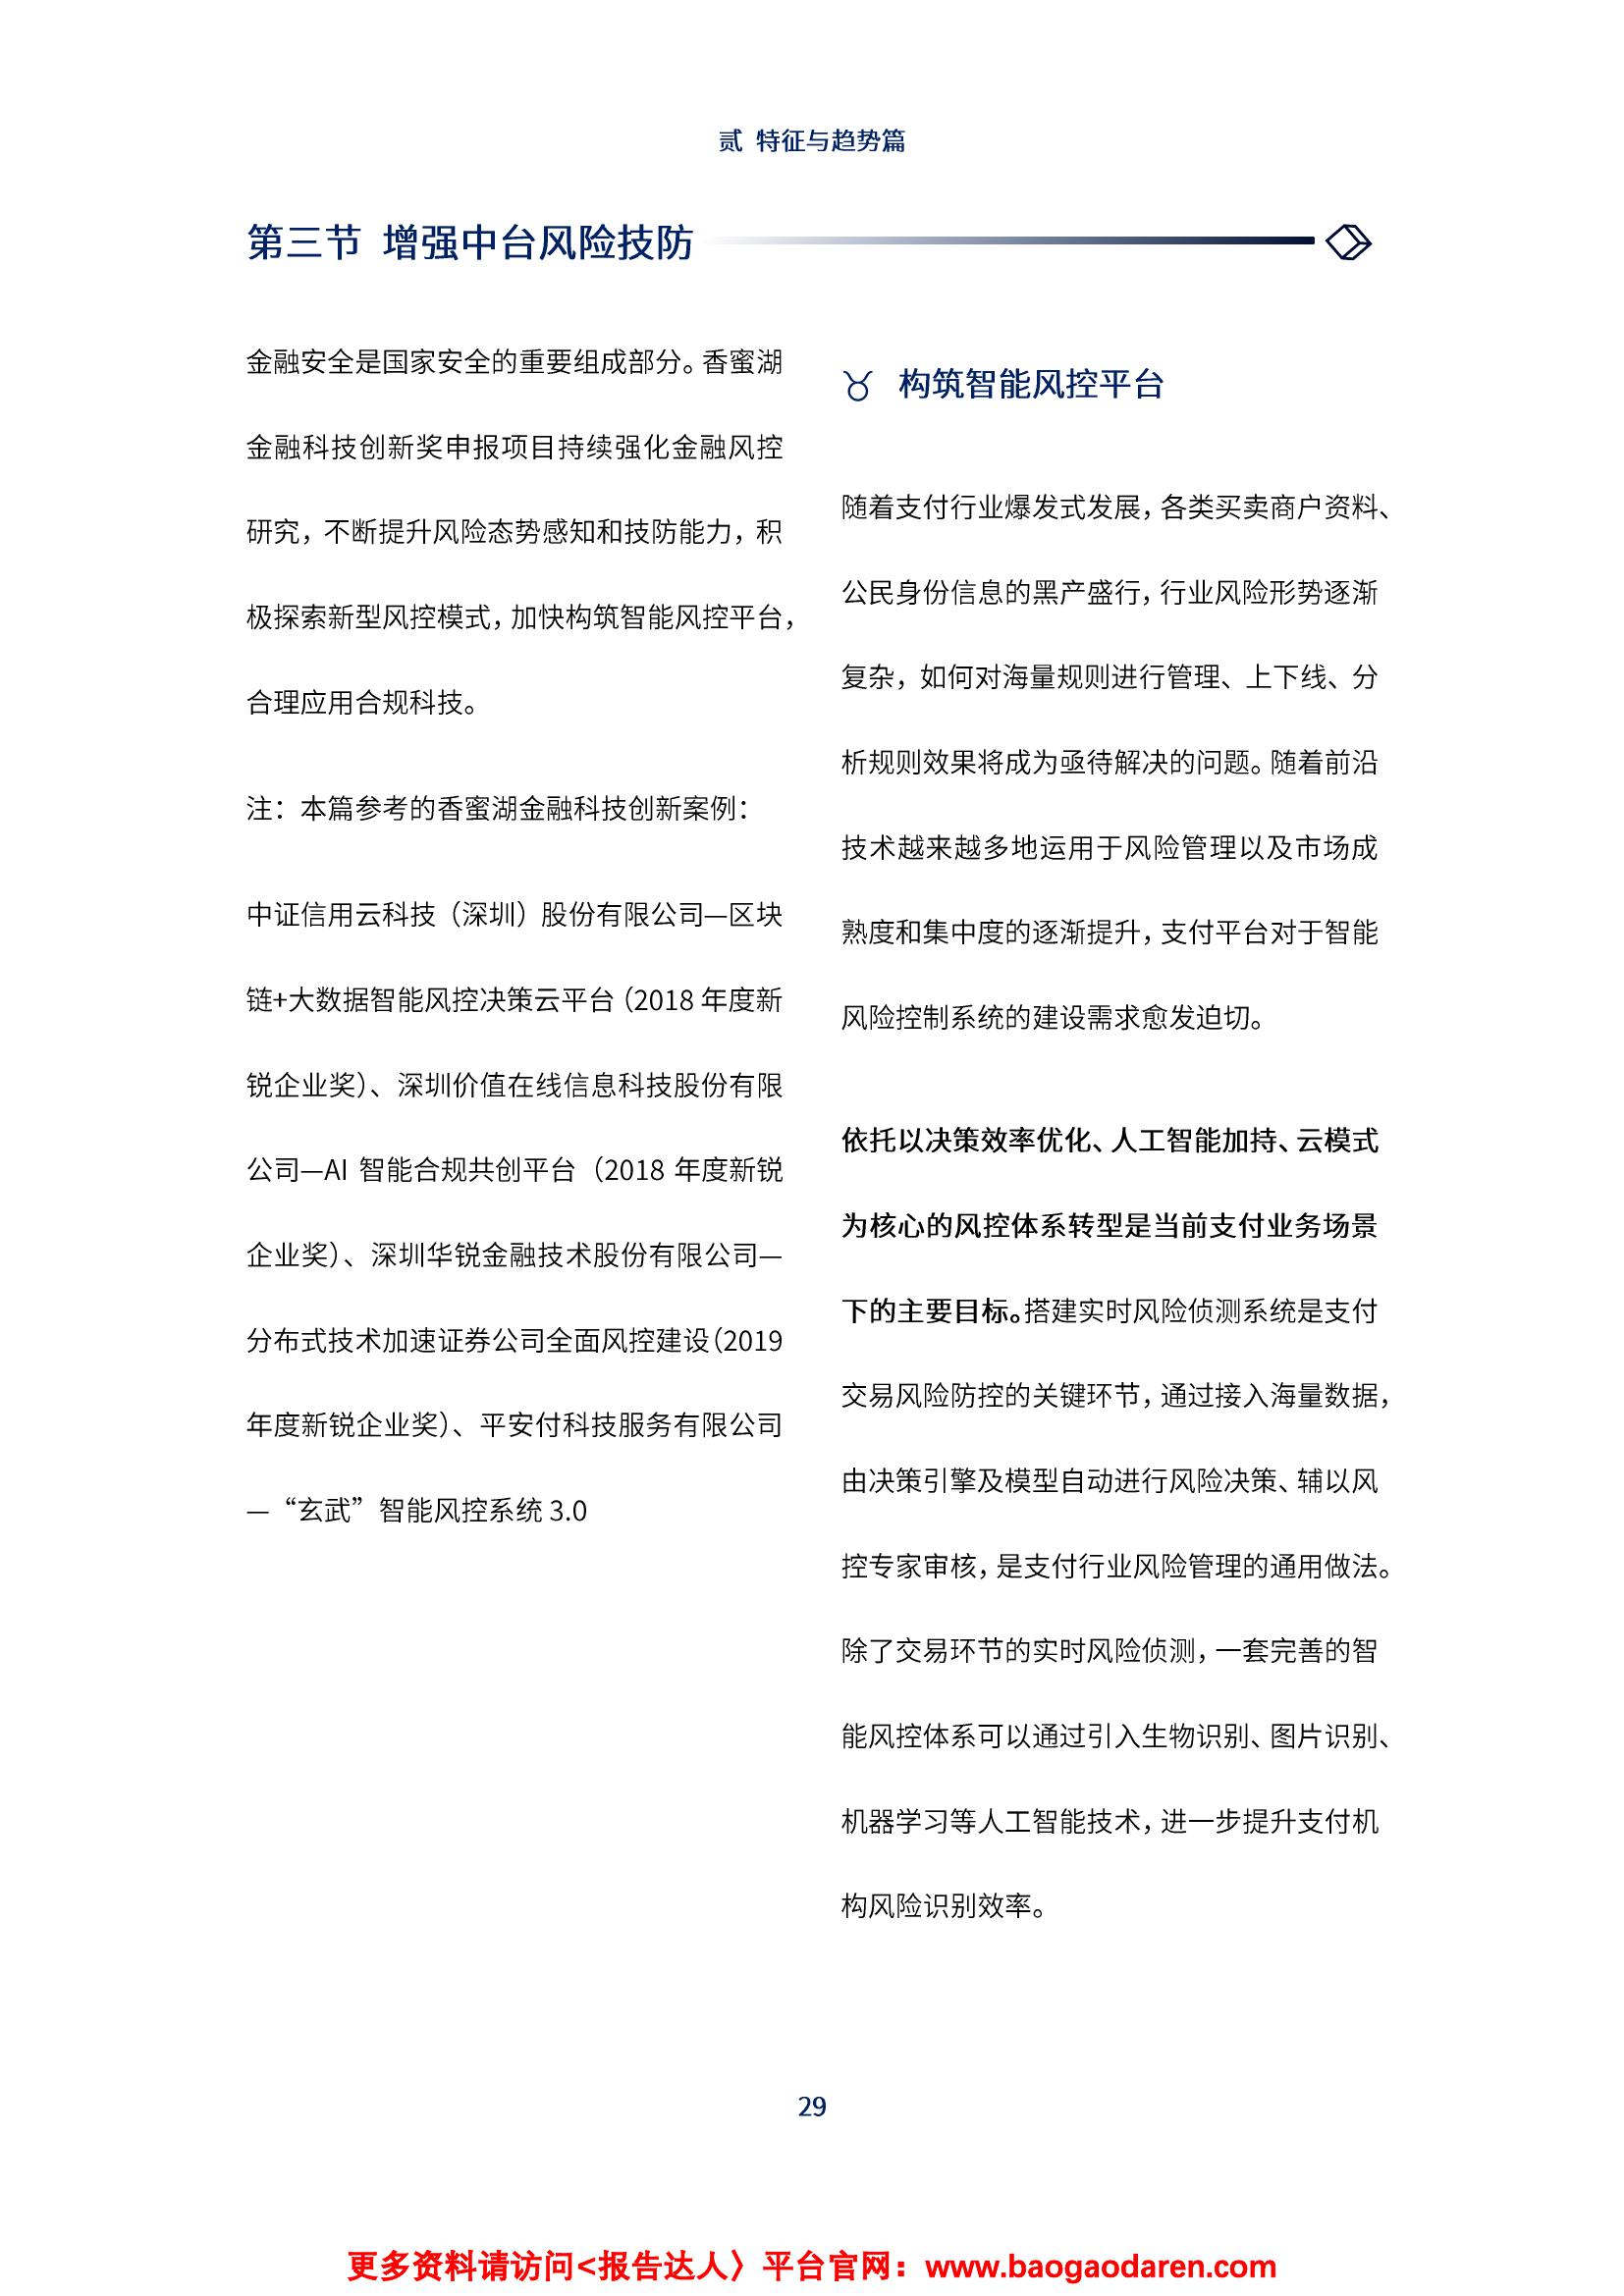 贰 特征与趋势篇
第三节 增强中台风险技防
金融安全是国家安全的重要组成部分。香蜜湖
金融科技创新奖申报项目持续强化金融风控
研究，不断提升风险态势感知和技防能力，积
极探索新型风控模式，加快构筑智能风控平台，
合理应用合规科技。
注：本篇参考的香蜜湖金融科技创新案例：
中证信用云科技（深圳）股份有限公司—区块
链+大数据智能风控决策云平台（2018 年度新
锐企业奖）、深圳价值在线信息科技股份有限
公司—AI 智能合规共创平台（2018 年度新锐
企业奖）、深圳华锐金融技术股份有限公司—
分布式技术加速证券公司全面风控建设（2019
年度新锐企业奖）、平安付科技服务有限公司
—“玄武”智能风控系统 3.0
♉ 构筑智能风控平台
随着支付行业爆发式发展，各类买卖商户资料、
公民身份信息的黑产盛行，行业风险形势逐渐
复杂，如何对海量规则进行管理、上下线、分
析规则效果将成为亟待解决的问题。随着前沿
技术越来越多地运用于风险管理以及市场成
熟度和集中度的逐渐提升，支付平台对于智能
风险控制系统的建设需求愈发迫切。
依托以决策效率优化、人工智能加持、云模式
为核心的风控体系转型是当前支付业务场景
下的主要目标。搭建实时风险侦测系统是支付
交易风险防控的关键环节，通过接入海量数据，
由决策引擎及模型自动进行风险决策、辅以风
控专家审核，是支付行业风险管理的通用做法。
除了交易环节的实时风险侦测，一套完善的智
能风控体系可以通过引入生物识别、图片识别、
机器学习等人工智能技术，进一步提升支付机
构风险识别效率。
29
更多资料请访问<报告达人〉平台官网：www.baogaodaren.com